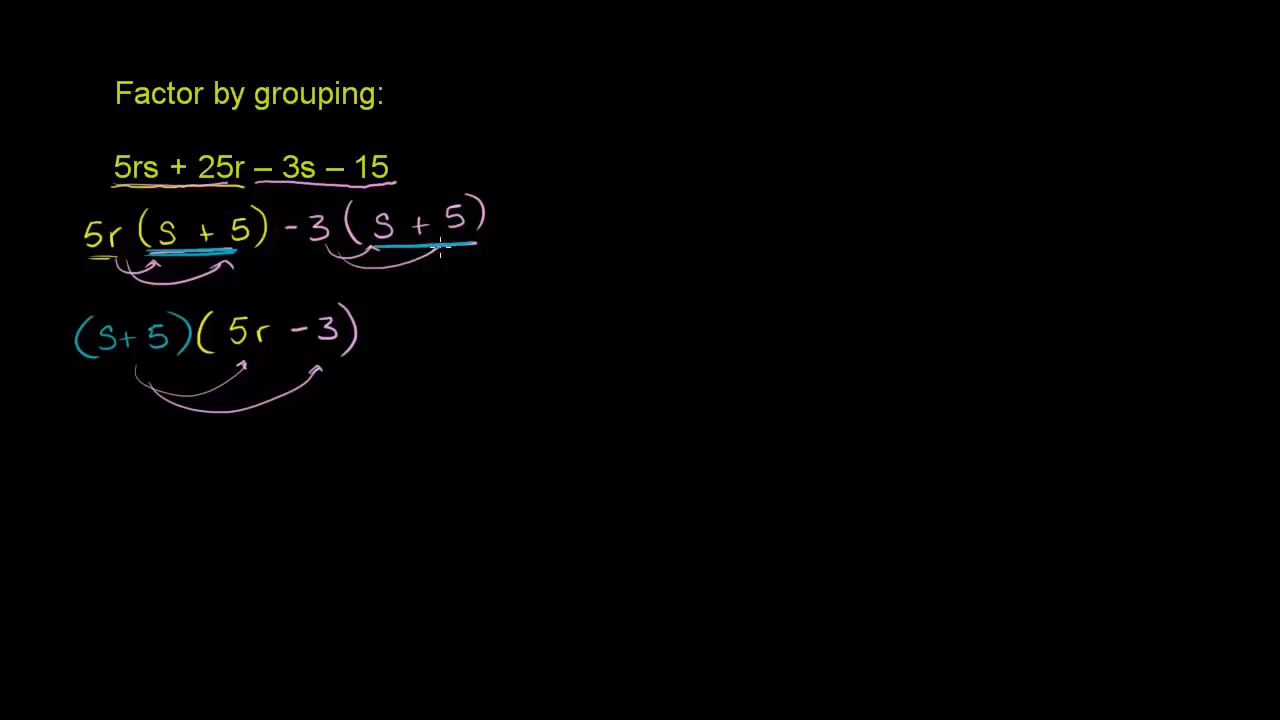 Factor by grouping:
5rs + 25r – 3s – 15
5r (s + 5) - 3 (s + 5)
(s + 5) (5r - 3)